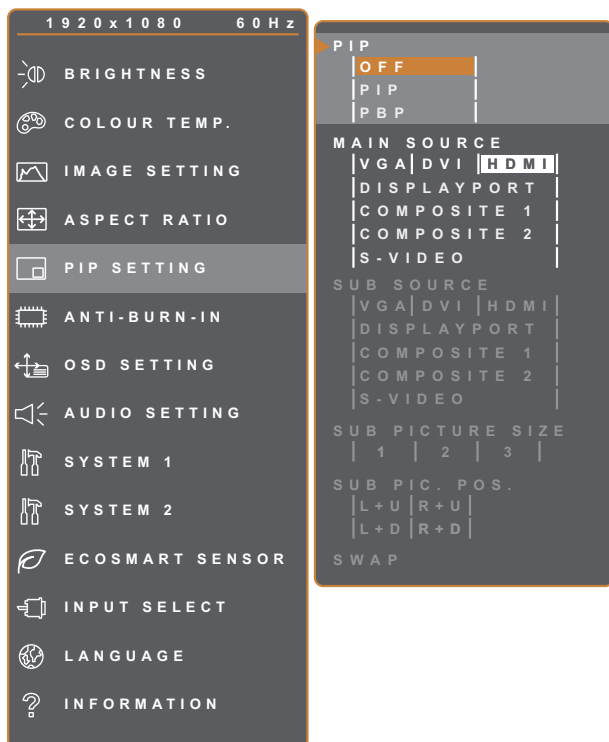 1920x1080 60Hz
BRIGHTNESS
COLOUR TEMP.
IMAGE SETTING
ASPECT RATIO
PIP SETTING
ANTI-BURN-IN
OSD SETTING
AUDIO SETTING
SYSTEM 1
SYSTEM 2
ECOSMART SENSOR
INPUT SELECT
LANGUAGE
INFORMATION
PIP
OFF
PIP
PBP
MAIN SOURCE
VGA DVI HDMI
DISPLAYPORT
COMPOSITE 1
COMPOSITE 2
S-VIDEO
SUB SOURCE
VGA DVI HDMI
DISPLAYPORT
COMPOSITE 1
COMPOSITE 2
S-VIDEO
SUB PICTURE SIZE
1 2 3
SUB PIC. POS.
L+U R+U
L+D R+D
SWAP